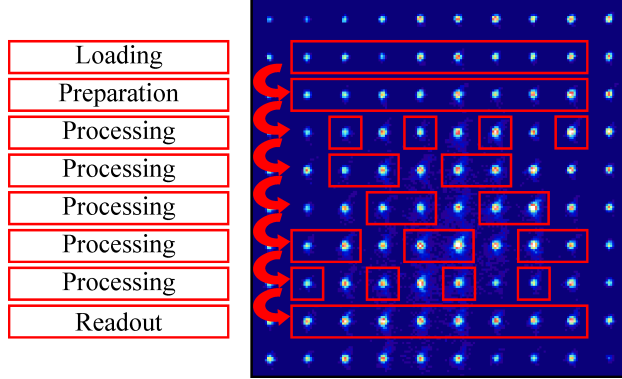 Loading
Preparation
Processing
Processing
Processing
Processing
Processing
Readout